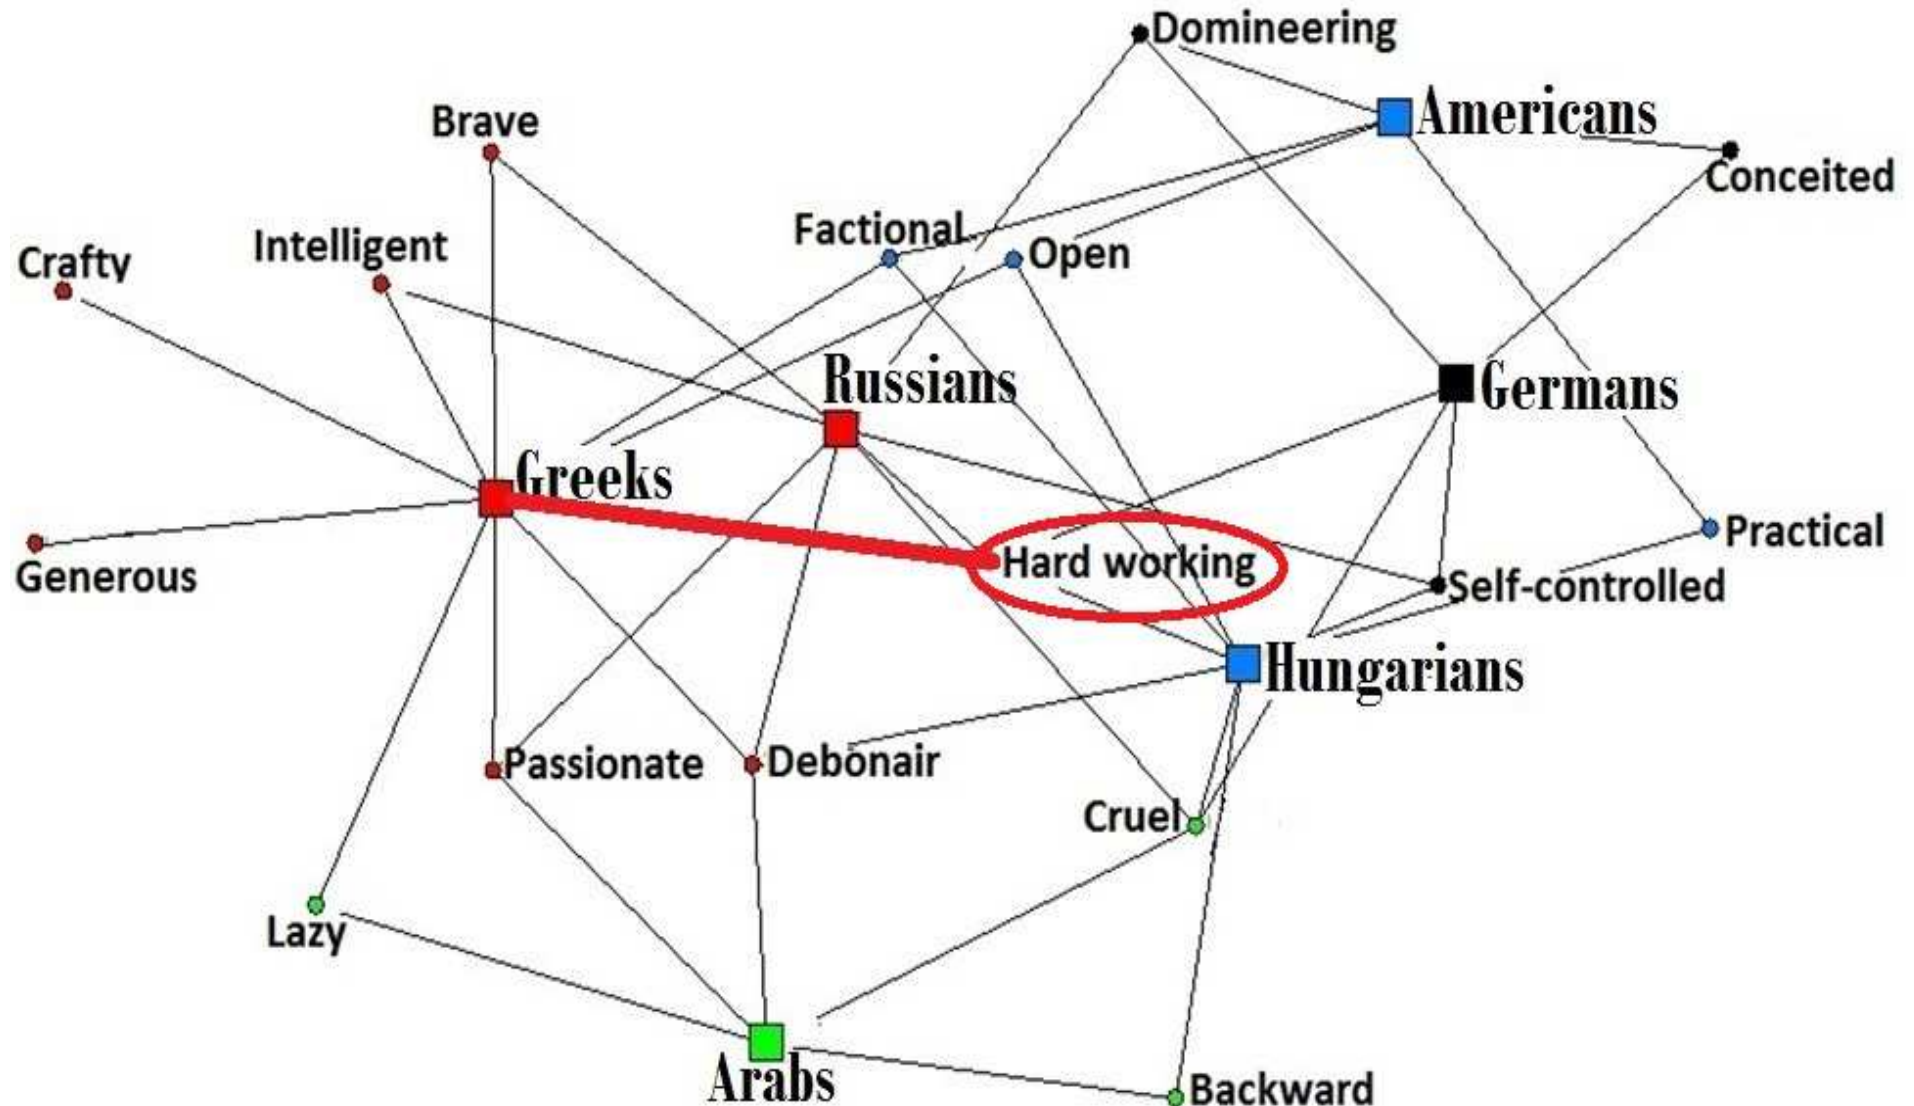 Domineering
Americans
Brave
Conceited
Factional
Intelligent
Open
Crafty
Russians
Germans
Greeks
Practical
Hard working
Generous
Self-controlled
Hungarians
Passionate
Debonair
Cruel
Lazy
Arabs
Backward